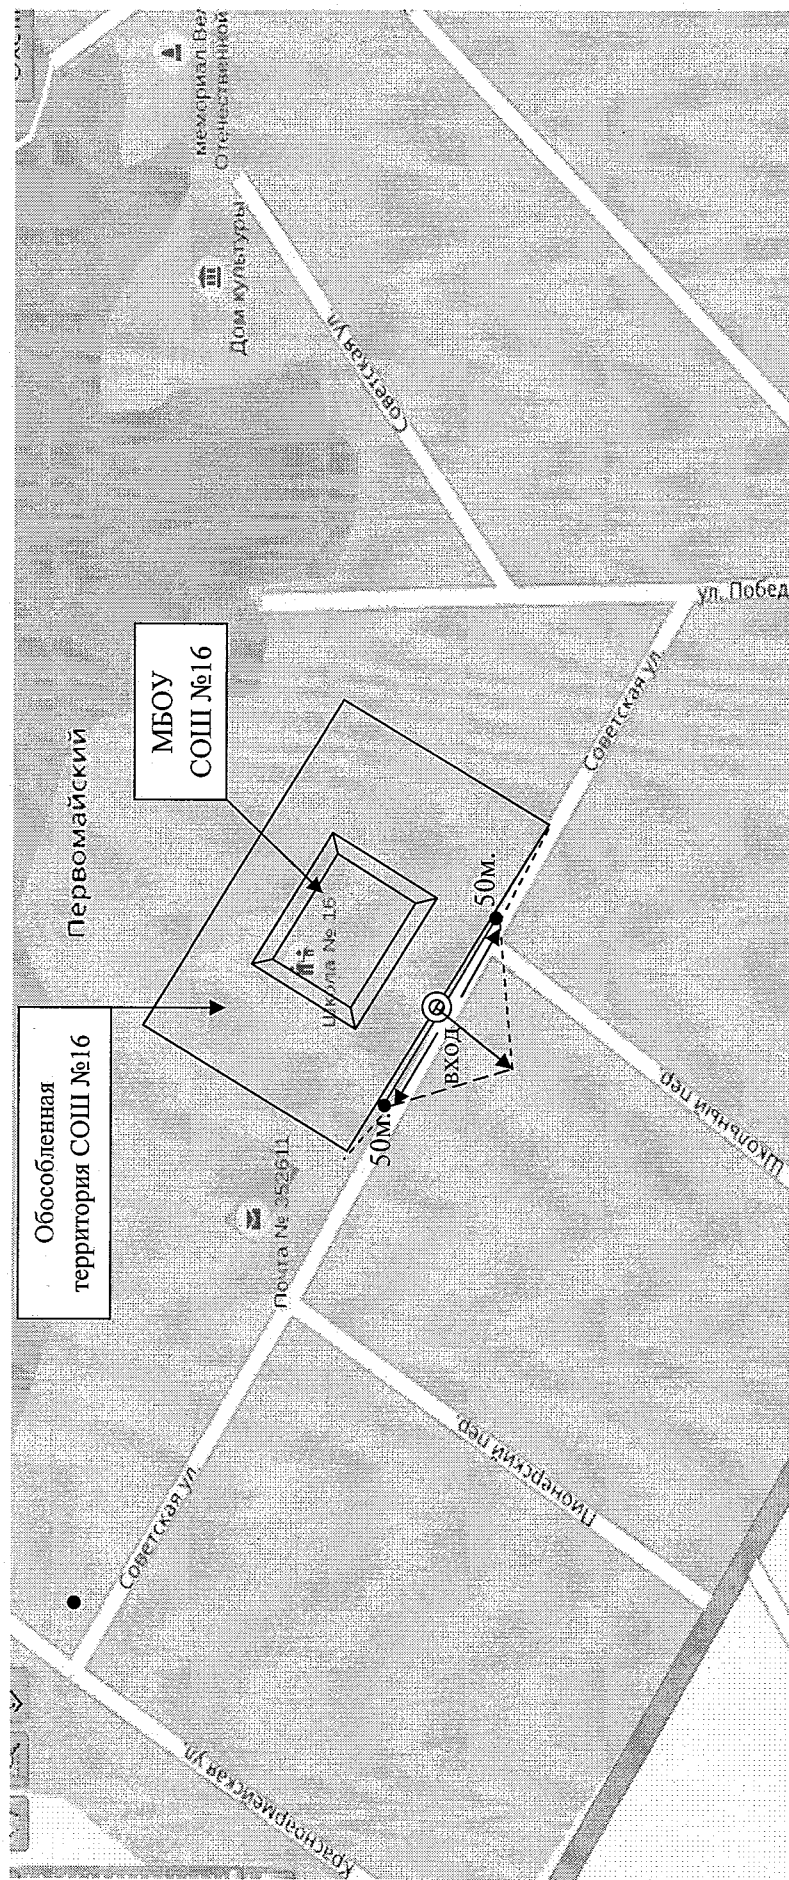 Обособленная
территория СОШ №16
МБОУ
СОШ №16
Первомайский
мемориал
Отечественной
Дом культуры
Советская ул
Школа № 16
Почта № 352611
50м.
вход
50м.
Советская ул
ул. Побед
Советская ул
Школьный пер
Пионерский пер.
Красноармейская ул.